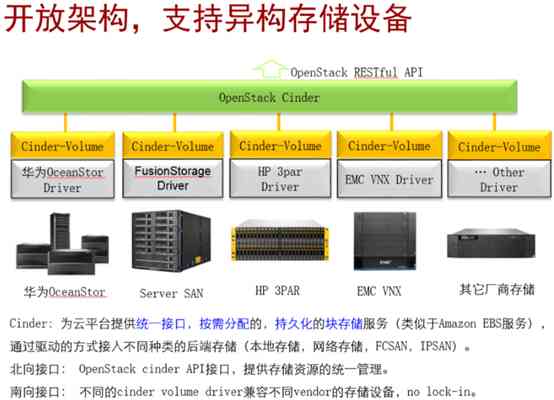 开放架构，支持异构存储设备
OpenStack RESTful API
OpenStack Cinder
Cinder-Volume Cinder-Volume Cinder-Volume Cinder-Volume Cinder-Volume
华为OceanStor Driver
FusionStorage Driver
HP 3par Driver
EMC VNX Driver
… Other Driver
EMC
华为OceanStor Server SAN HP 3PAR EMC VNX 其它厂商存储
Cinder: 为云平台提供统一接口，按需分配的，持久化的块存储服务（类似于Amazon EBS服务），
通过驱动的方式接入不同种类的后端存储（本地存储，网络存储，FCSAN，IPSAN）。
北向接口： OpenStack cinder API接口，提供存储资源的统一管理。
南向接口： 不同的cinder volume driver兼容不同vendor的存储设备，no lock-in。